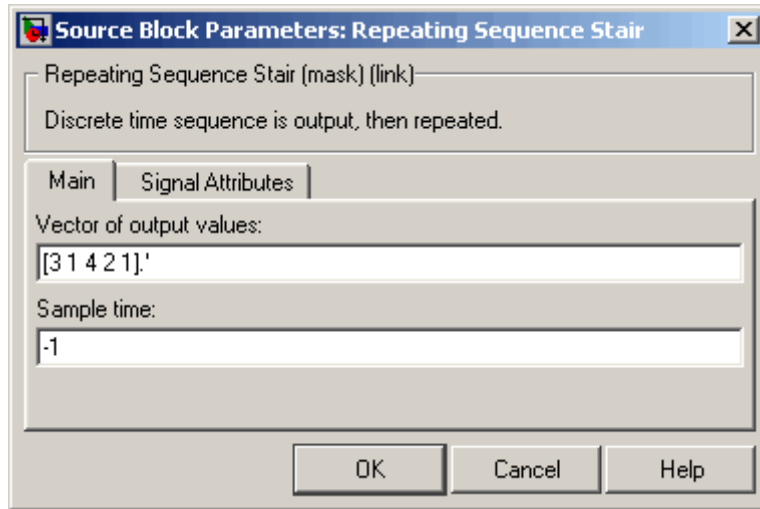 Source Block Parameters: Repeating Sequence Stair
Repeating Sequence Stair (mask) (link)
Discrete time sequence is output, then repeated.
Main Signal Attributes
Vector of output values:
[3 1 4 2 1].'
Sample time:
-1
OK Cancel Help